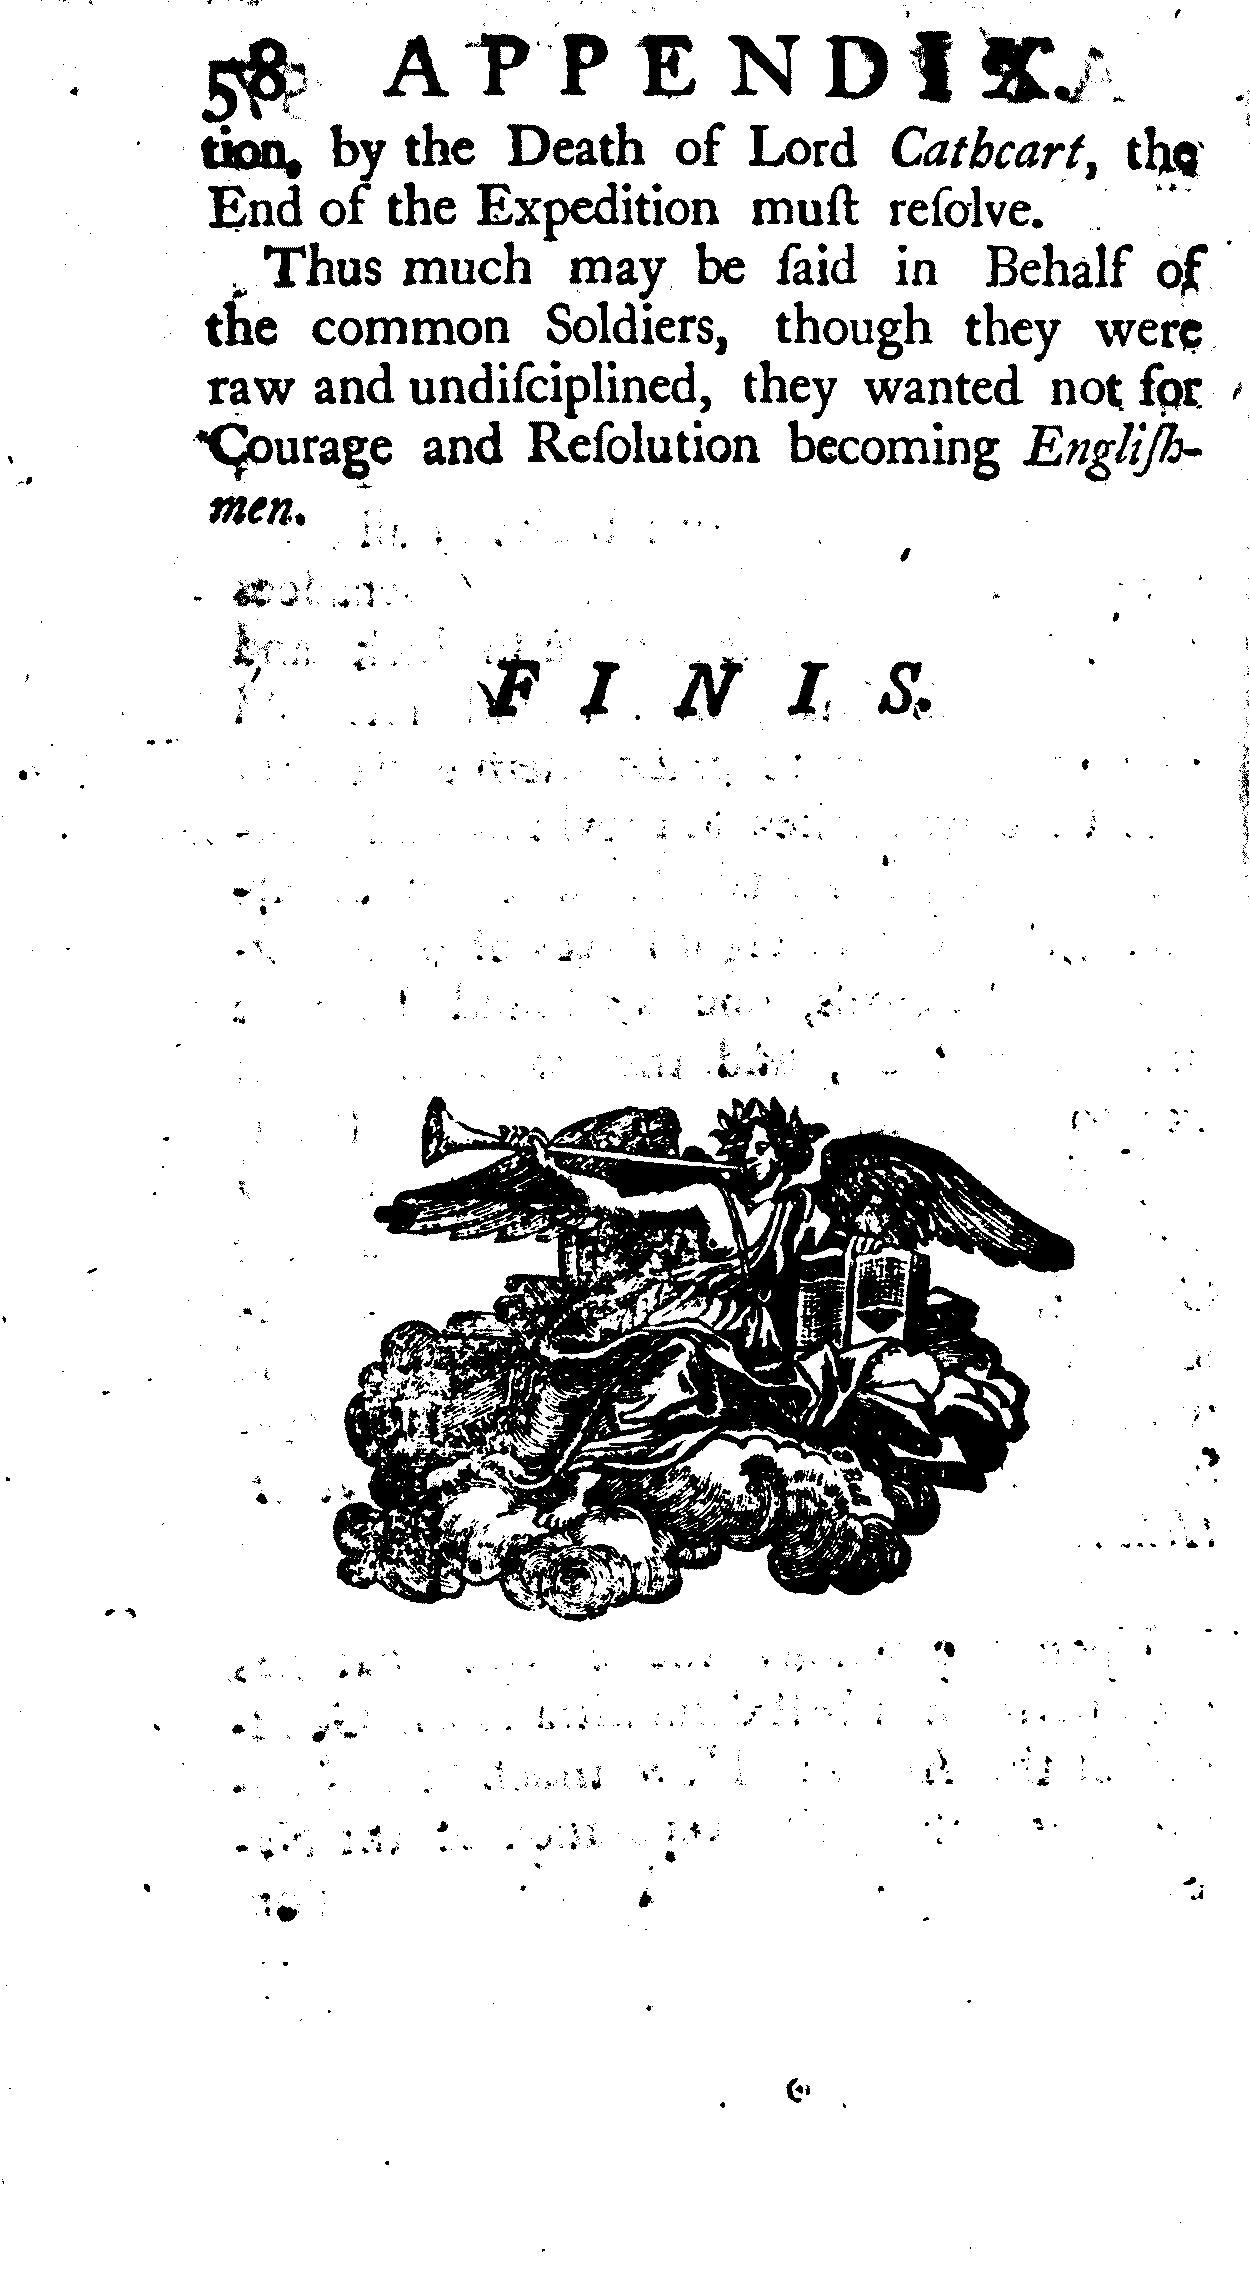 58 APPENDIX.
tion, by the Death of Lord Cathcart, the
End of the Expedition muſt reſolve.
Thus much may be ſaid in Behalf of
the common Soldiers, though they were
raw and undiſciplined, they wanted not for
Courage and Reſolution becoming Engliſh-
men.
FINIS.